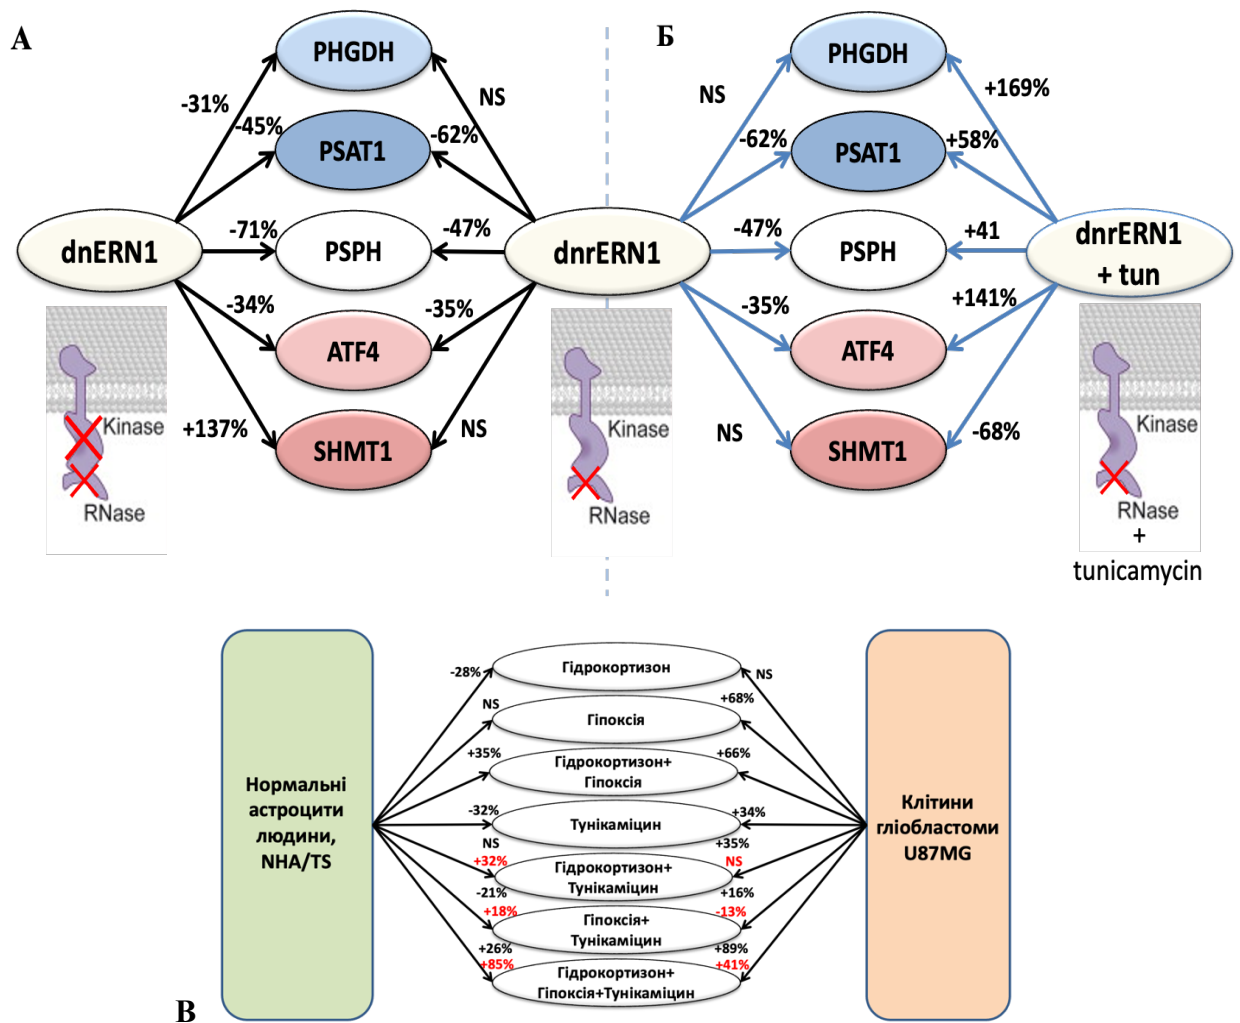 А
Б
PHGDH
PHGDH
-31%
NS
NS
+169%
-45%
PSAT1
-62%
-62%
PSAT1
+58%
dnERN1
-71%
PSPH
-47%
dnrERN1
-47%
PSPH
+41
dnrERN1
+ tun
-34%
ATF4
-35%
-35%
ATF4
+141%
+137%
SHMT1
NS
NS
SHMT1
-68%
Kinase
RNase
Kinase
RNase
Kinase
RNase
+
tunicamycin
Нормальні
астроцити
людини,
NHA/TS
-28%
Гідрокортизон
NS
NS
Гіпоксія
+68%
+35%
Гідрокортизон+
Гіпоксія
+66%
-32%
Тунікаміцин
+34%
NS
+32%
Гідрокортизон+
Тунікаміцин
+35%
NS
-21%
+18%
Гіпоксія+
Тунікаміцин
+16%
-13%
+26%
+85%
Гідрокортизон+
Гіпоксія+Тунікаміцин
+89%
+41%
Клітини
гліобластоми
U87MG
В